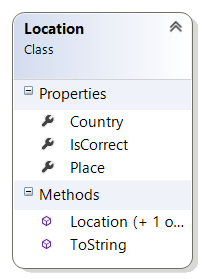 Location
Class
Properties
Country
IsCorrect
Place
Methods
Location (+ 1 o...
ToString